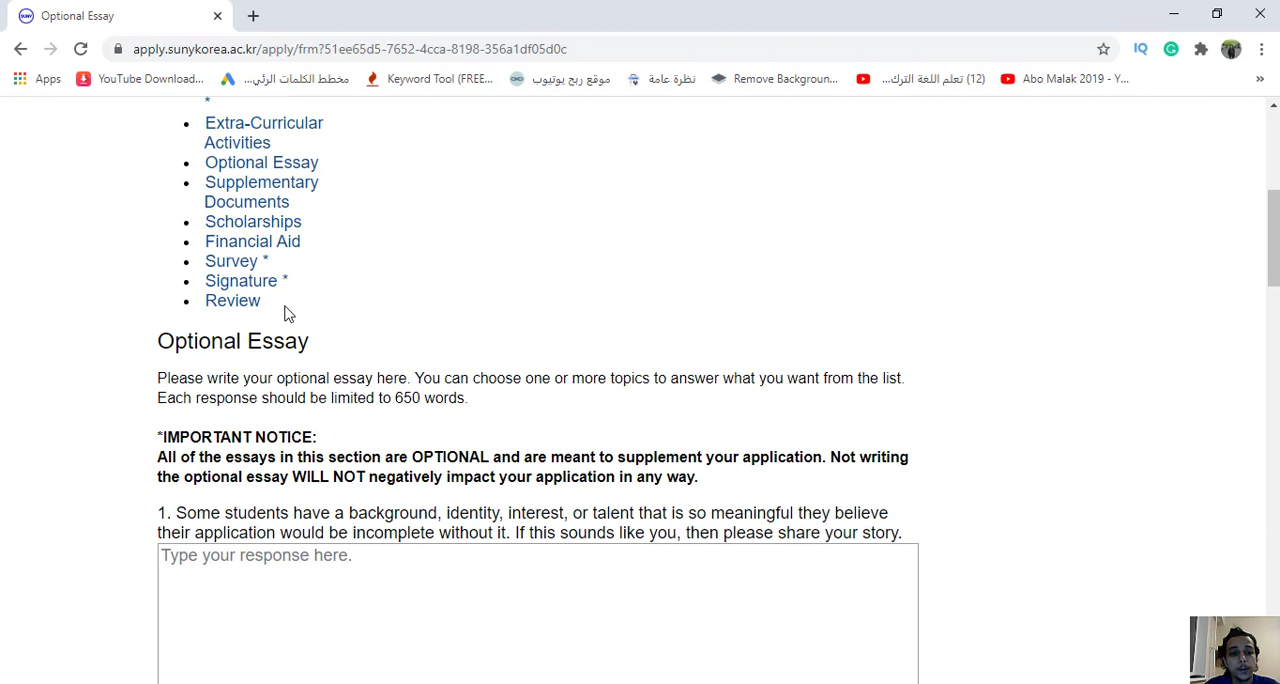 Optional Essay
apply.sunykorea.ac.kr/apply/frm?51ee65d5-7652-4cca-8198-356a1df05d0c
IQ
Apps
YouTube Download...
مخطط الكلمات الرئي...
Keyword Tool (FREE...
موقع ربح يوتيوب
نظرة عامة
Remove Backgroun...
(12) تعلم اللغة الترك...
Abo Malak 2019 - Y...
*
Extra-Curricular
Activities
Optional Essay
Supplementary
Documents
Scholarships
Financial Aid
Survey *
Signature *
Review
Optional Essay
Please write your optional essay here. You can choose one or more topics to answer what you want from the list.
Each response should be limited to 650 words.
*IMPORTANT NOTICE:
All of the essays in this section are OPTIONAL and are meant to supplement your application. Not writing
the optional essay WILL NOT negatively impact your application in any way.
1. Some students have a background, identity, interest, or talent that is so meaningful they believe
their application would be incomplete without it. If this sounds like you, then please share your story.
Type your response here.